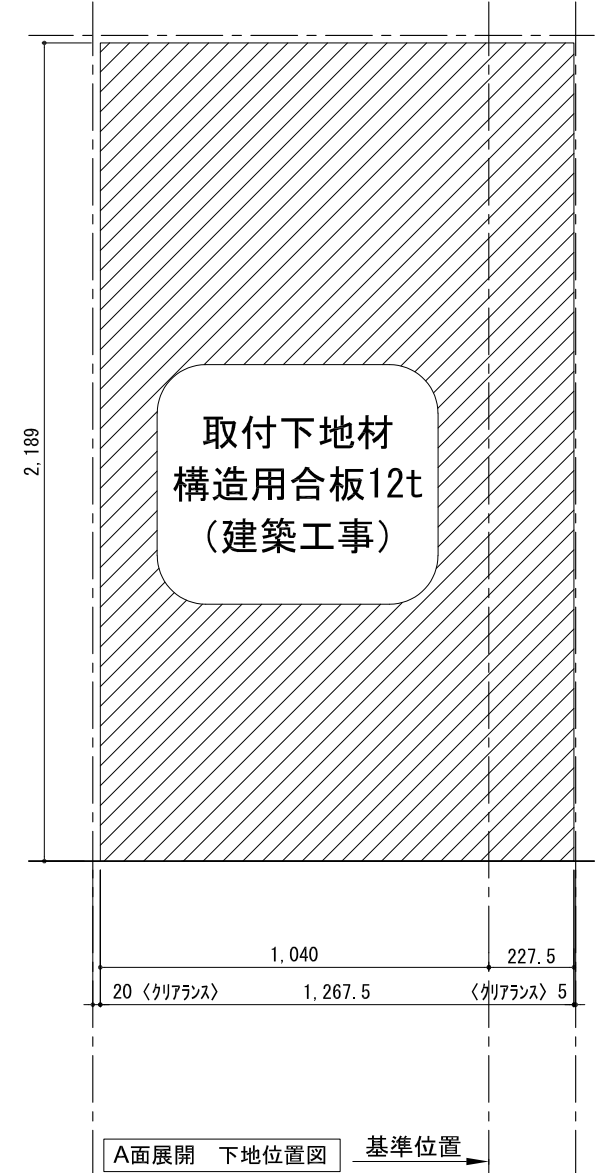 取付下地材
構造用合板12t
（建築工事）
2,189
1,040
227.5
20 〈クリアランス〉
1,267.5
〈クリアランス〉 5
A面展開　下地位置図
基準位置